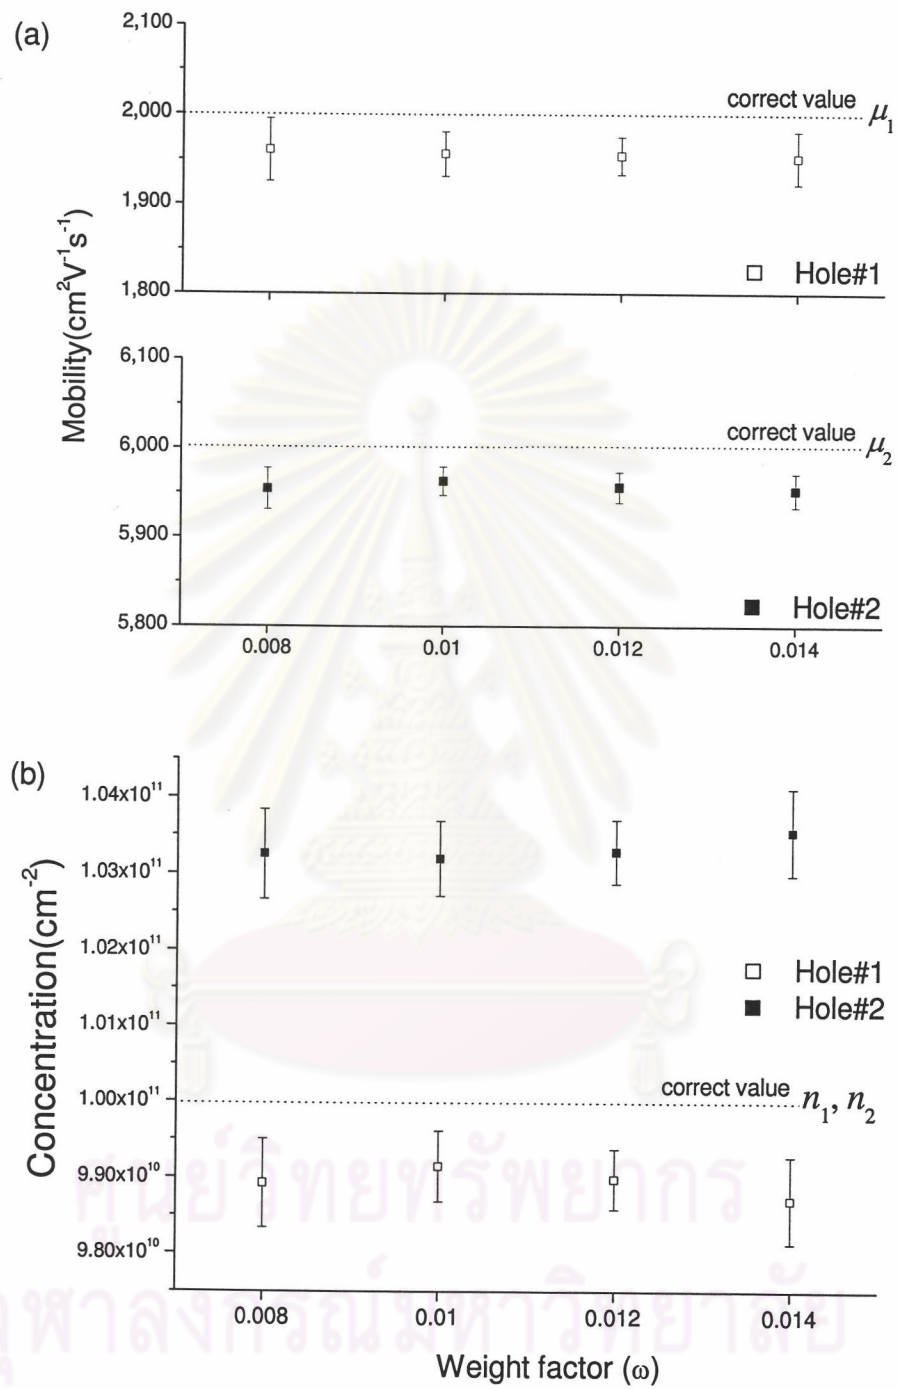 (a)
2,100
2,000
1,900
1,800
correct value μ₁
Hole#1
Mobility(cm²V⁻¹s⁻¹)
6,100
6,000
5,900
5,800
correct value μ₂
Hole#2
0.008 0.01 0.012 0.014
(b)
1.04x10¹¹
1.03x10¹¹
1.02x10¹¹
1.01x10¹¹
1.00x10¹¹
9.90x10¹⁰
9.80x10¹⁰
Concentration(cm⁻²)
Hole#1
Hole#2
correct value n₁, n₂
0.008 0.01 0.012 0.014
Weight factor (ω)
ศูนย์วิทยทรัพยากร
จุฬาลงกรณ์มหาวิทยาลัย